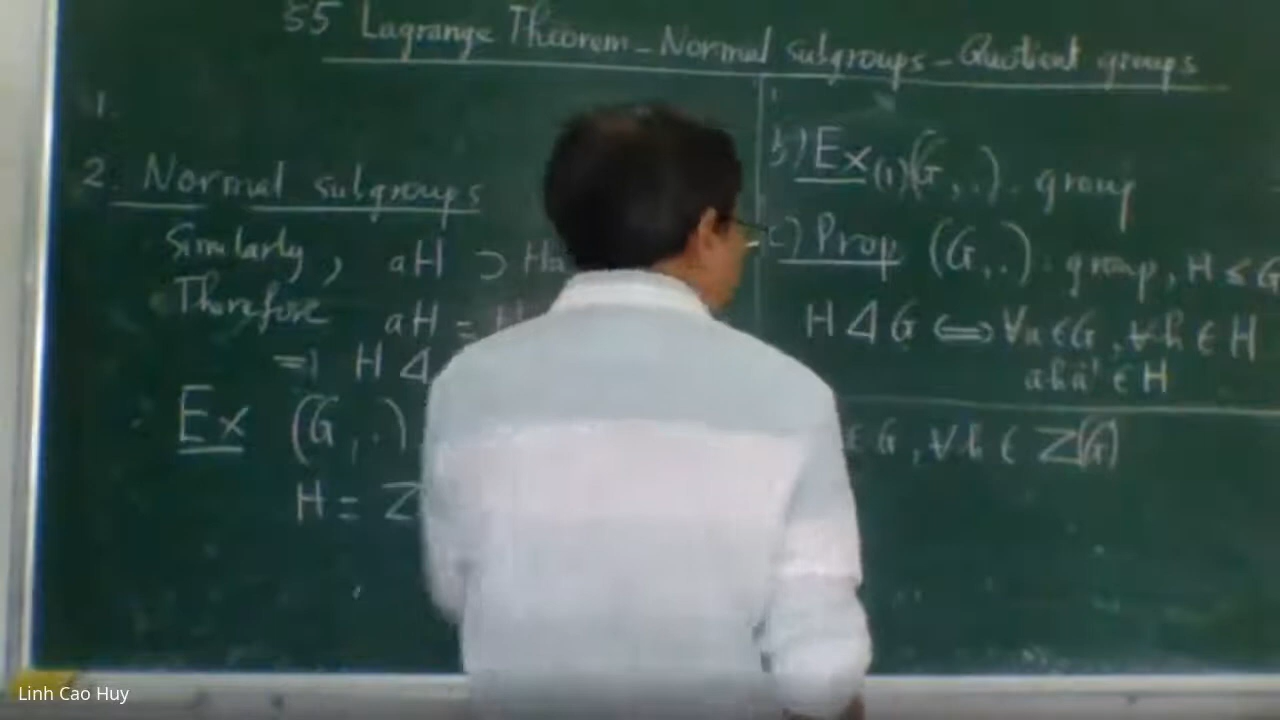 §5 Lagrange Theorem - Normal subgroups - Quotient groups
1.
2. Normal subgroups
Similarly, aH ⊃ Ha
Therefore aH = H
=> H Δ
Ex (G, .)
H = Z
b) Ex (1) (G, .). group
c) Prop (G, .). group, H ≤ G
H Δ G ⟺ ∀a ∈ G, ∀h ∈ H
aha⁻¹ ∈ H
∈ G, ∀h ∈ Z(G)
Linh Cao Huy